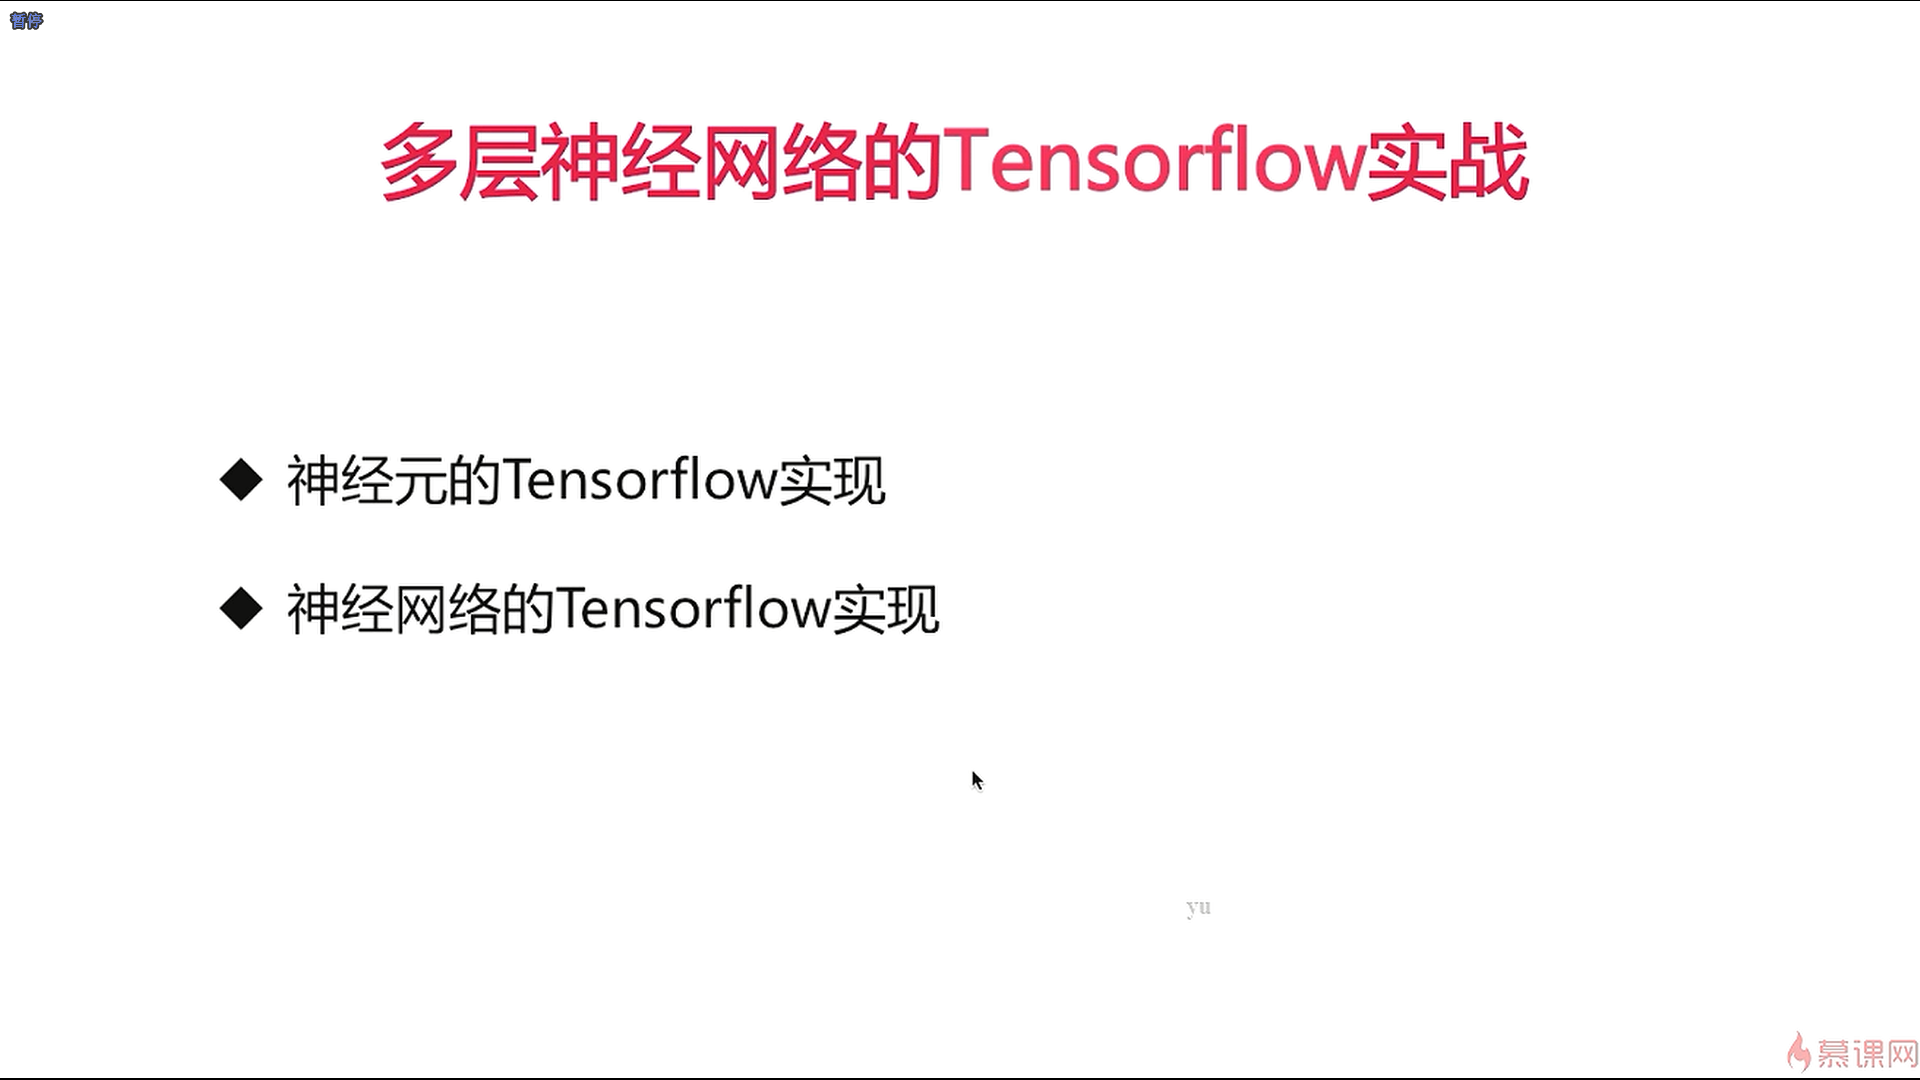 暂停
多层神经网络的Tensorflow实战
◆ 神经元的Tensorflow实现
◆ 神经网络的Tensorflow实现
yu
慕课网